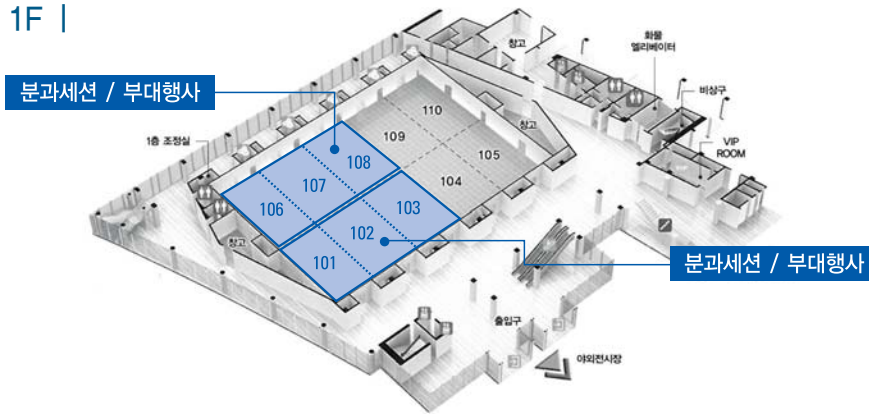 1F |
분과세션 / 부대행사
창고
화물
엘리베이터
비상구
1층 조정실
110
109
창고
VIP
ROOM
108
105
107
104
106
103
102
창고
101
분과세션 / 부대행사
출입구
야외전시장